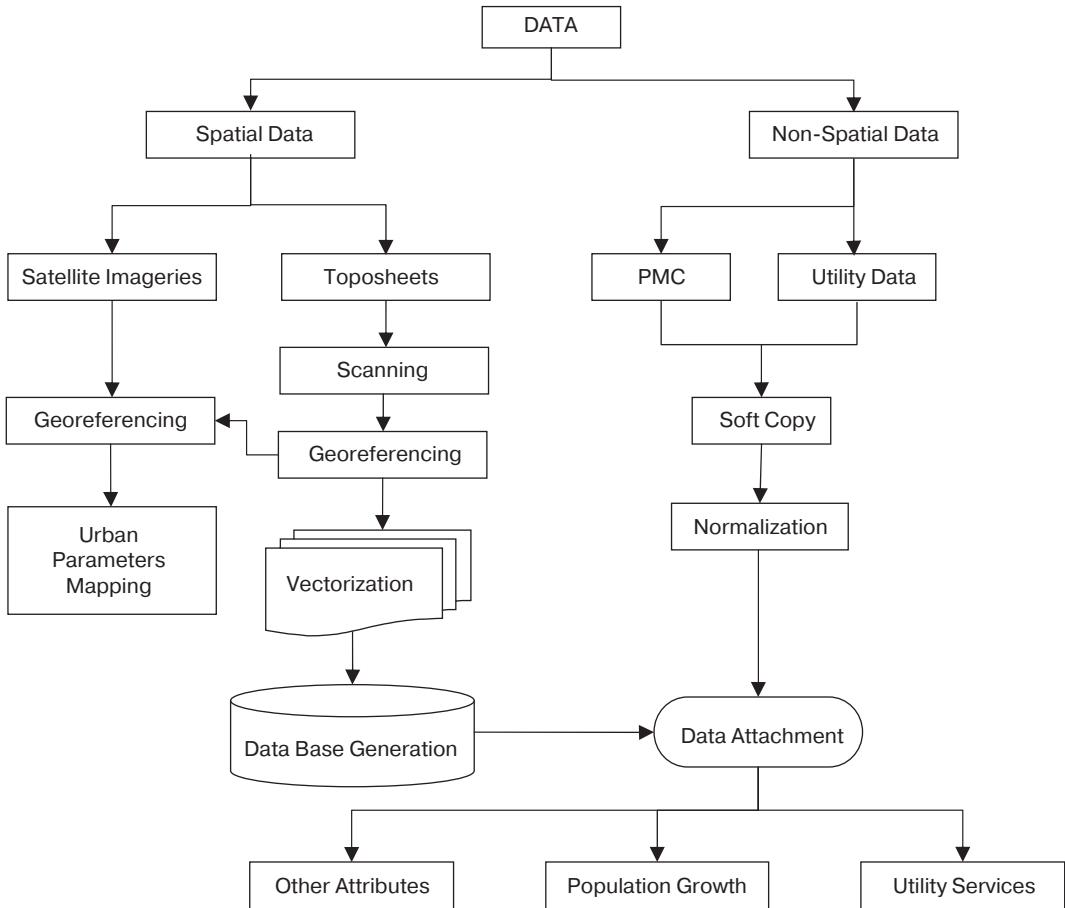 DATA
Spatial Data
Non-Spatial Data
Satellite Imageries
Toposheets
PMC
Utility Data
Scanning
Georeferencing
Soft Copy
Georeferencing
Normalization
Urban
Parameters
Mapping
Vectorization
Data Base Generation
Data Attachment
Other Attributes
Population Growth
Utility Services